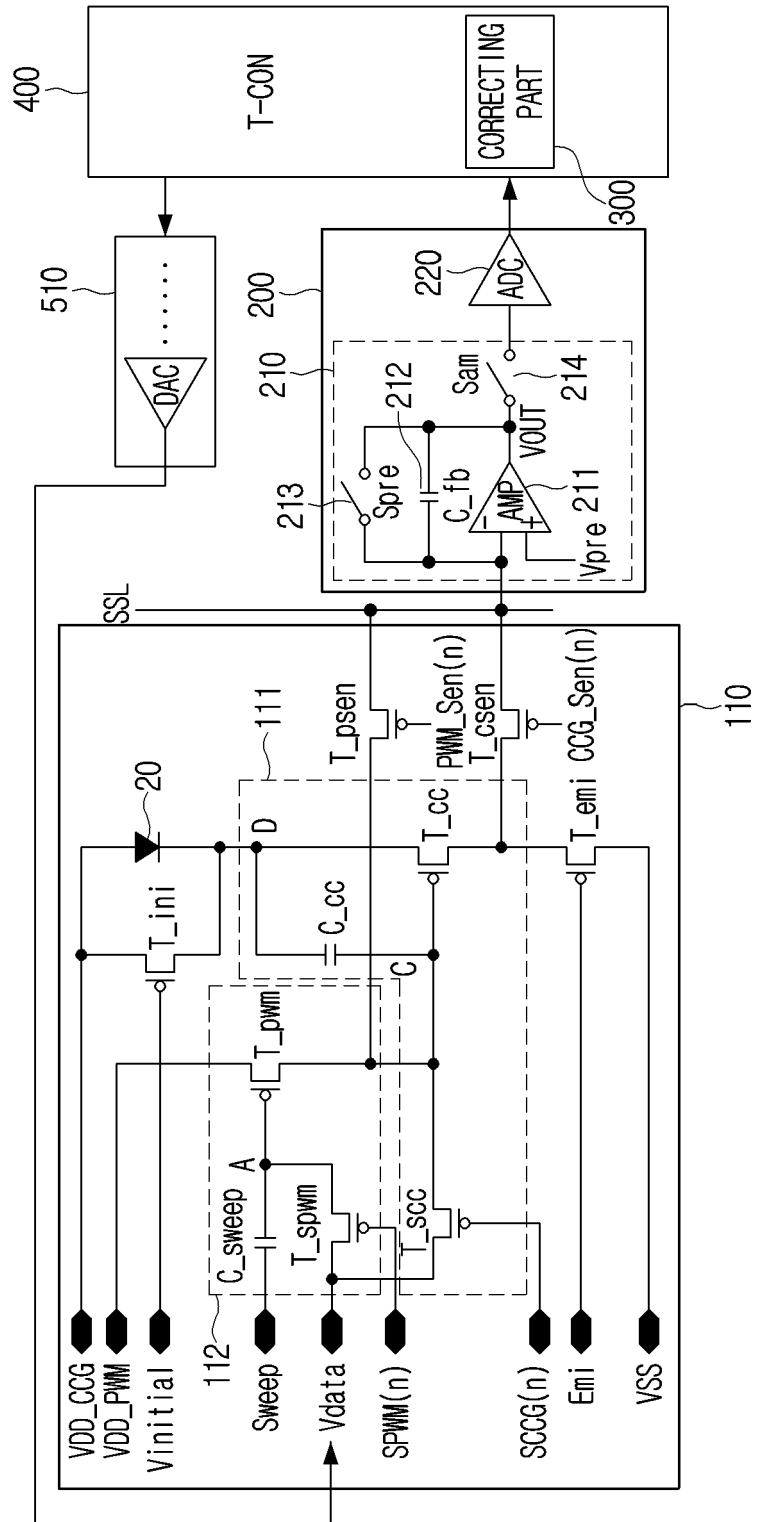 400
T-CON
CORRECTING
PART
300
510
DAC
......
200
210
220
ADC
Sam
214
212
213
Spre
C_fb
VOUT
AMP
-
+
211
Vpre
SSL
110
111
20
T_psen
PWM_Sen(n)
T_csen
CCG_Sen(n)
D
T_cc
T_emi
T_ini
C_cc
C
T_pwm
A
C_sweep
T_spwm
T_scc
112
VDD_CCG
VDD_PWM
Vinitial
Sweep
Vdata
SPWM(n)
SCCG(n)
Emi
VSS